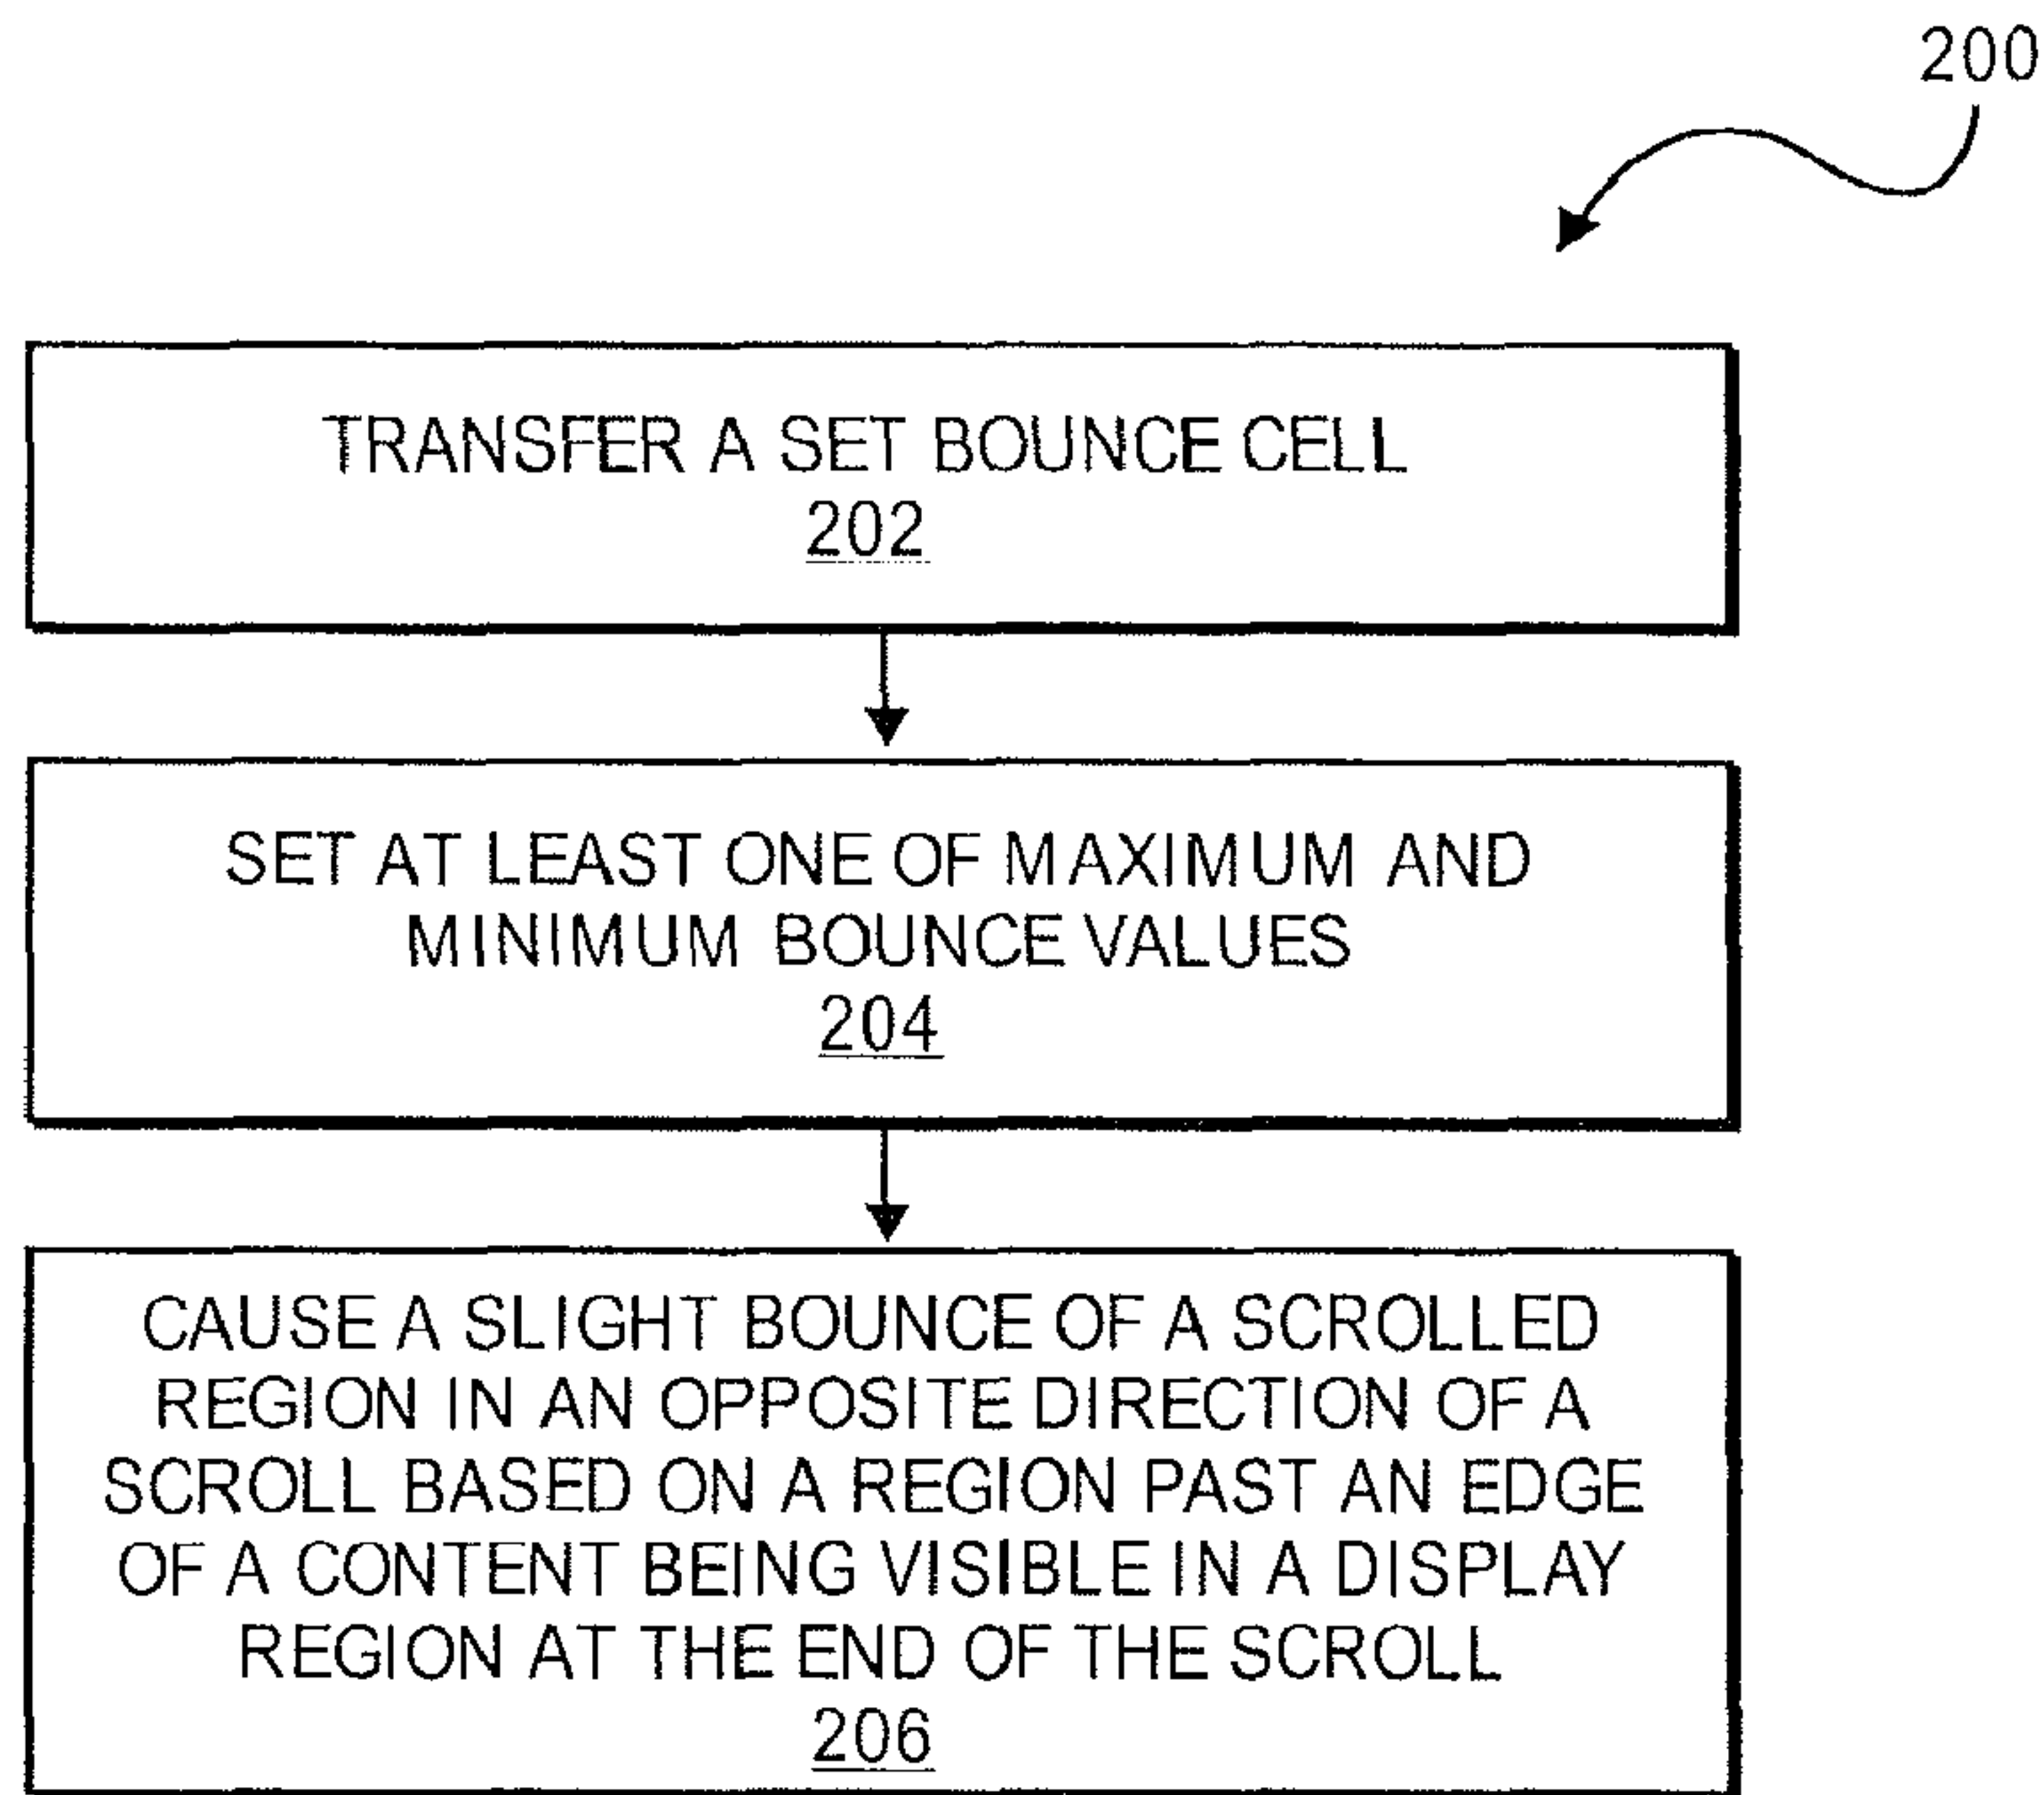 200
TRANSFER A SET BOUNCE CELL
202
SET AT LEAST ONE OF MAXIMUM AND
MINIMUM BOUNCE VALUES
204
CAUSE A SLIGHT BOUNCE OF A SCROLLED
REGION IN AN OPPOSITE DIRECTION OF A
SCROLL BASED ON A REGION PAST AN EDGE
OF A CONTENT BEING VISIBLE IN A DISPLAY
REGION AT THE END OF THE SCROLL
206